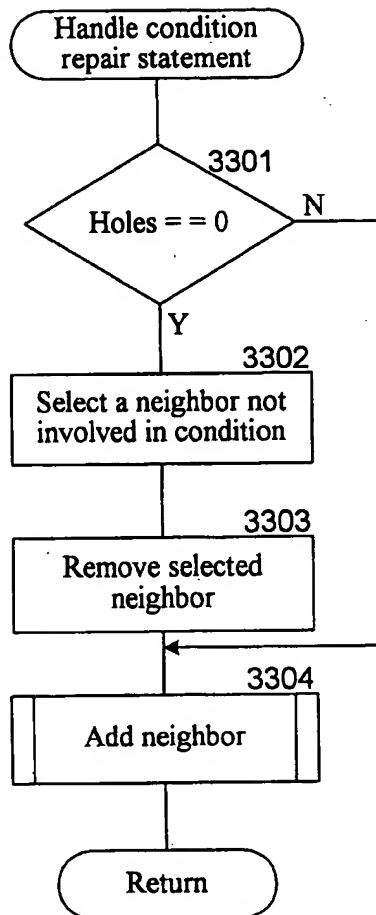 Handle condition
repair statement
3301
Holes = = 0
N
Y
3302
Select a neighbor not
involved in condition
3303
Remove selected
neighbor
3304
Add neighbor
Return